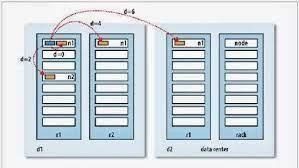 d=6
d=4
n1
n1
n1
node
d=0
d=2
n2
r1
r2
r1
rack
d1
d2
data center